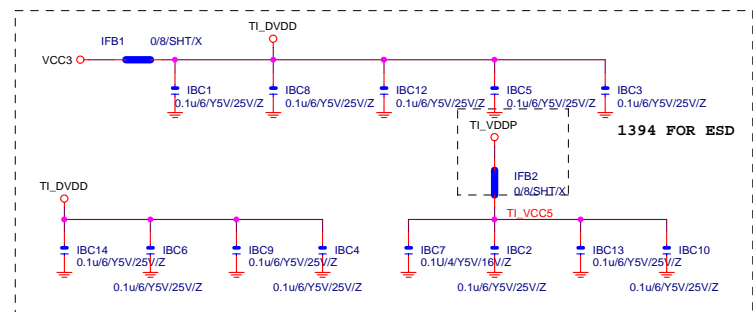 TI_DVDD
IFB1 0/8/SHT/X
VCC3
IBC1 IBC8 IBC12 IBC5 IBC3
0.1u/6/Y5V/25V/Z 0.1u/6/Y5V/25V/Z 0.1u/6/Y5V/25V/Z 0.1u/6/Y5V/25V/Z 0.1u/6/Y5V/25V/Z
TI_VDDP
1394 FOR ESD
IFB2
0/8/SHT/X
TI_DVDD
TI_VCC5
IBC14 IBC6 IBC9 IBC4 IBC7 IBC2 IBC13 IBC10
0.1u/6/Y5V/25V/Z 0.1u/6/Y5V/25V/Z 0.1U/4/Y5V/16V/Z 0.1u/6/Y5V/25V/Z
0.1u/6/Y5V/25V/Z 0.1u/6/Y5V/25V/Z 0.1u/6/Y5V/25V/Z 0.1u/6/Y5V/25V/Z